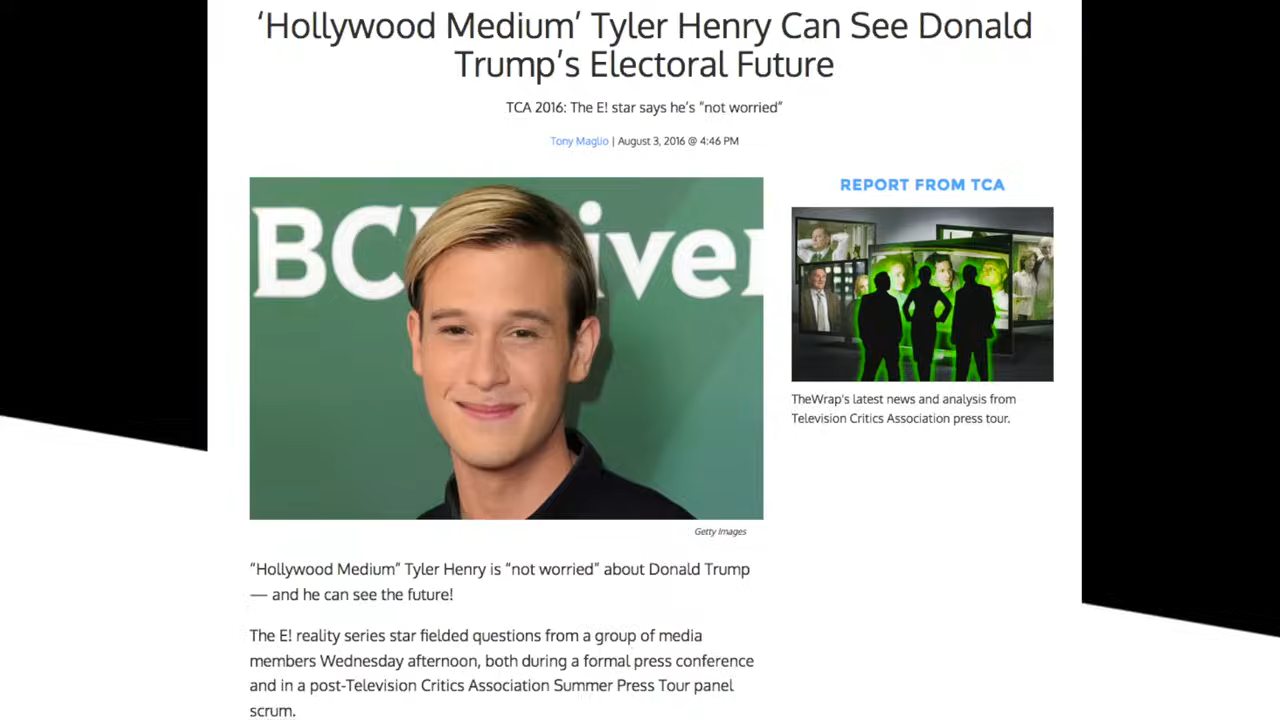 ‘Hollywood Medium’ Tyler Henry Can See Donald
Trump’s Electoral Future
TCA 2016: The E! star says he’s “not worried”
Tony Maglio | August 3, 2016 @ 4:46 PM
BC
iver
REPORT FROM TCA
TheWrap's latest news and analysis from
Television Critics Association press tour.
Getty Images
“Hollywood Medium” Tyler Henry is “not worried” about Donald Trump
— and he can see the future!
The E! reality series star fielded questions from a group of media
members Wednesday afternoon, both during a formal press conference
and in a post-Television Critics Association Summer Press Tour panel
scrum.